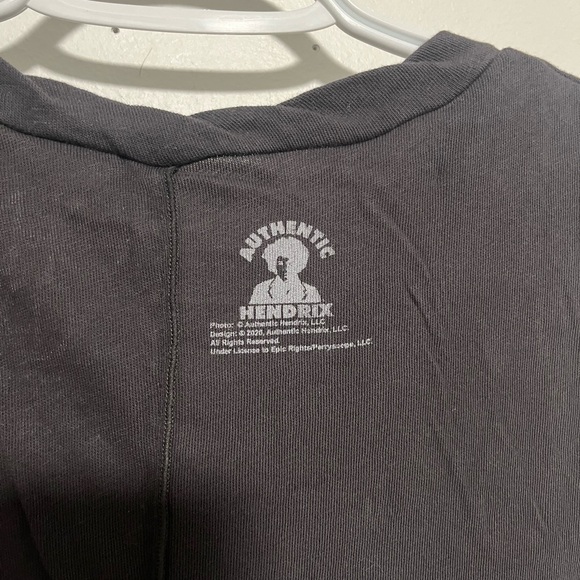 AUTHENTIC
HENDRIX
Photo: © Authentic Hendrix, LLC
Design: © 2020, Authentic Hendrix, LLC.
All Rights Reserved.
Under License to Epic Rights/Perryscope, LLC.